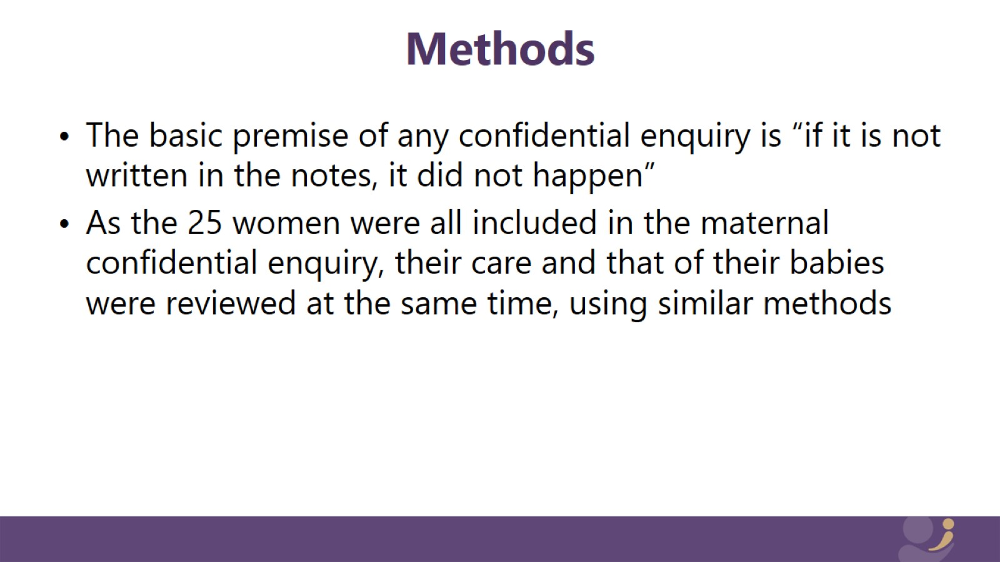 Methods
• The basic premise of any confidential enquiry is “if it is not
written in the notes, it did not happen”
• As the 25 women were all included in the maternal
confidential enquiry, their care and that of their babies
were reviewed at the same time, using similar methods